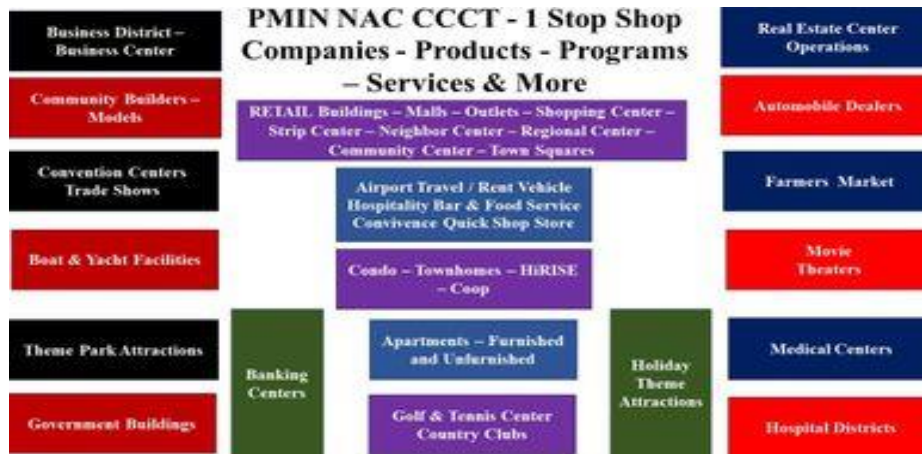 PMIN NAC CCCT - 1 Stop Shop
Companies - Products - Programs
– Services & More
Business District –
Business Center
Community Builders –
Models
Convention Centers
Trade Shows
Boat & Yacht Facilities
Theme Park Attractions
Government Buildings
RETAIL Buildings – Malls – Outlets – Shopping Center –
Strip Center – Neighbor Center – Regional Center –
Community Center – Town Squares
Airport Travel / Rent Vehicle
Hospitality Bar & Food Service
Convivence Quick Shop Store
Condo – Townhomes – HiRISE
– Coop
Banking
Centers
Apartments – Furnished
and Unfurnished
Golf & Tennis Center
Country Clubs
Holiday
Theme
Attractions
Real Estate Center
Operations
Automobile Dealers
Farmers Market
Movie
Theaters
Medical Centers
Hospital Districts